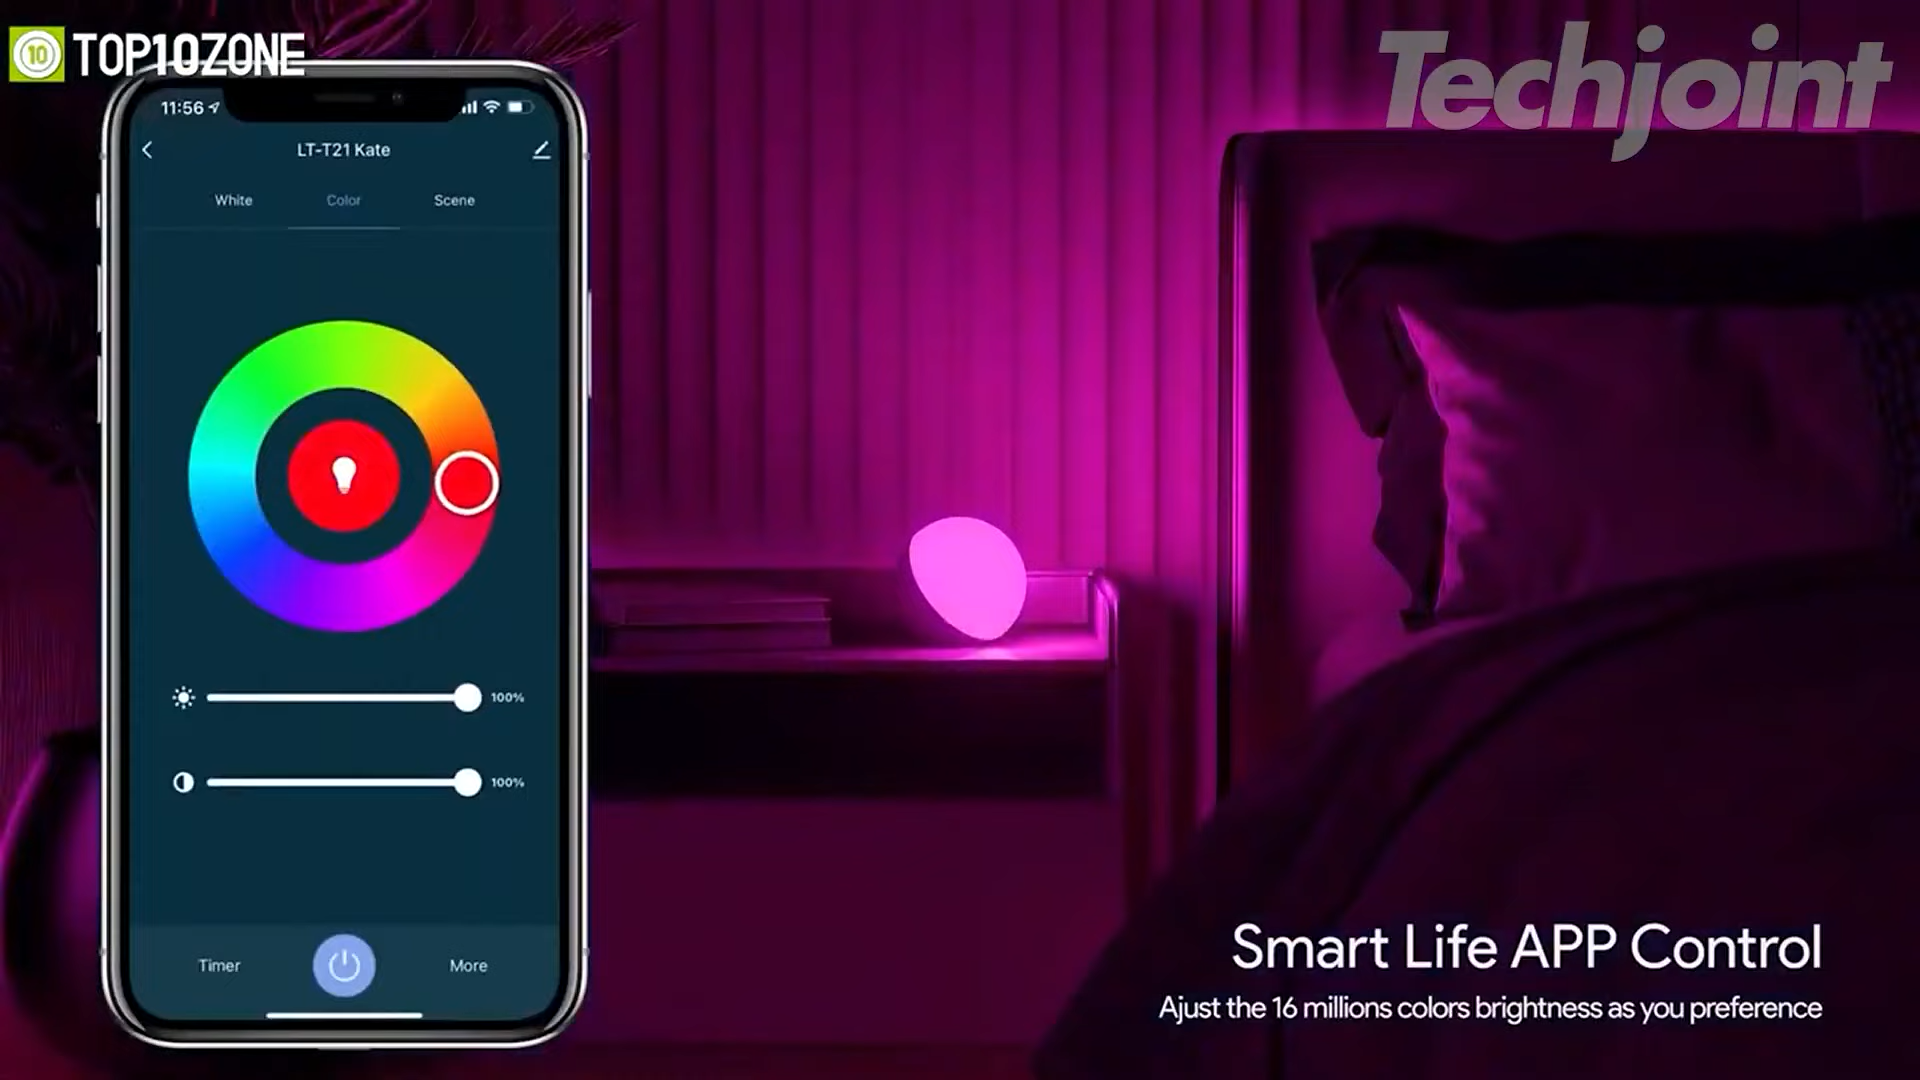 10 TOP10ZONE
Techjoint
11:56
LT-T21 Kate
White Color Scene
100%
100%
Timer More
Smart Life APP Control
Ajust the 16 millions colors brightness as you preference